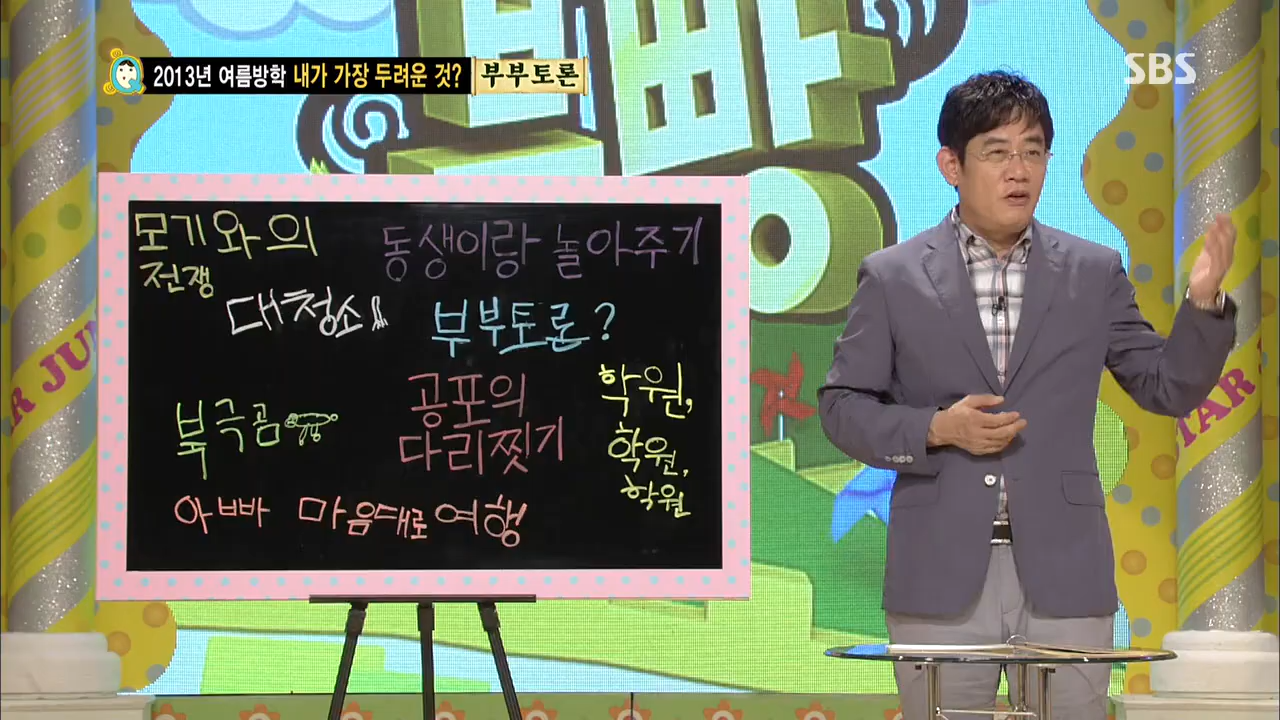 2013년 여름방학 내가 가장 두려운 것? 부부토론
SBS
빠
모기와의
전쟁
동생이랑 놀아주기
대청소
부부토론?
북극곰
공포의
다리찢기
학원,
학원,
학원
아빠 마음대로 여행
STAR